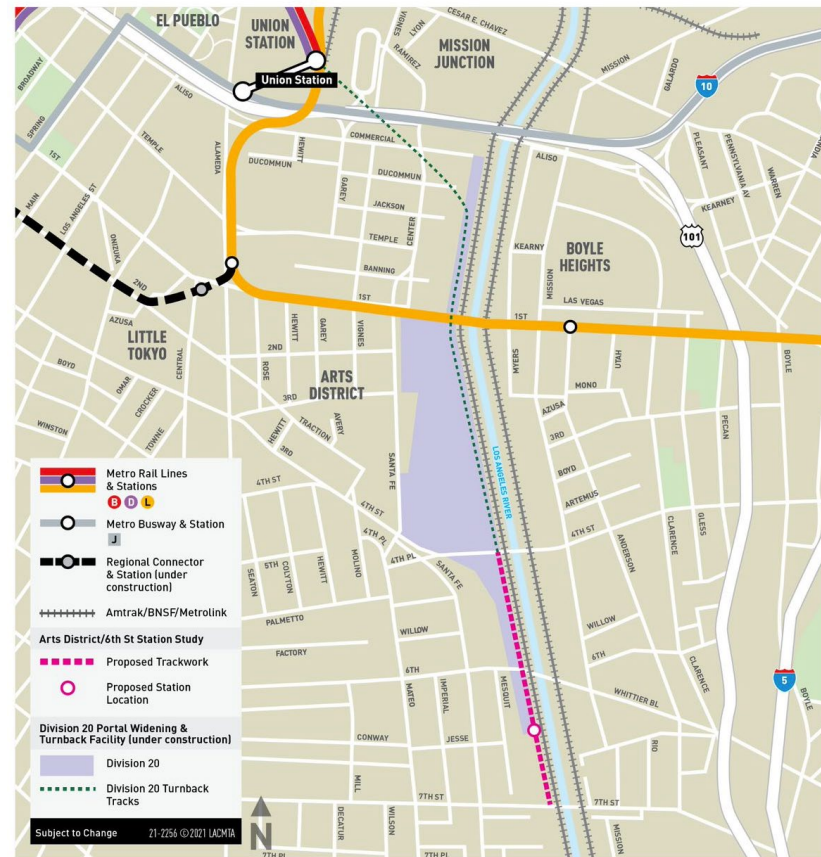 EL PUEBLO
UNION
STATION
Union Station
MISSION
JUNCTION
VIGNES
LYON
CESAR E. CHAVEZ
RAMIREZ
MISSION
GALARDO
10
BROADWAY
SPRING
ALISO
TEMPLE
1ST
MAIN
LOS ANGELES ST
ALAMEDA
HEWITT
COMMERCIAL
DUCOMMUN
DUCOMMUN
GAREY
JACKSON
CENTER
TEMPLE
BANNING
1ST
ALISO
PLEASANT
PENNSYLVANIA AV
WARREN
KEARNEY
101
KEARNY
MISSION
BOYLE
HEIGHTS
LAS VEGAS
1ST
ONIZUKA
2ND
AZUSA
LITTLE
TOKYO
CENTRAL
HEWITT
GAREY
VIGNES
2ND
ROSE
ARTS
DISTRICT
3RD
AVERY
TRACTION
HEWITT
3RD
SANTA FE
MYERS
UTAH
MONO
BOYLE
BOYD
OMAR
CROCKER
TOWNE
WINSTON
AZUSA
3RD
BOYD
ARTEMUS
4TH ST
PECAN
GLESS
CLARENCE
ANDERSON
LOS ANGELES RIVER
4TH ST
4TH ST
4TH PL
4TH PL
SANTA FE
5TH
SEATON
COLYTON
HEWITT
MOLINO
PALMETTO
FACTORY
WILLOW
6TH
MATEO
IMPERIAL
MESQUIT
CONWAY
JESSE
MILL
WILLOW
6TH
WHITTIER BL
CLARENCE
RIO
5
BOYLE
7TH ST
7TH ST
DECATUR
WILSON
7TH PL
7TH PL
MISSION
Metro Rail Lines
& Stations
B D L
Metro Busway & Station
J
Regional Connector
& Station (under
construction)
Amtrak/BNSF/Metrolink
Arts District/6th St Station Study
Proposed Trackwork
Proposed Station
Location
Division 20 Portal Widening &
Turnback Facility (under construction)
Division 20
Division 20 Turnback
Tracks
Subject to Change 21-2256 ©2021 LACMTA
N